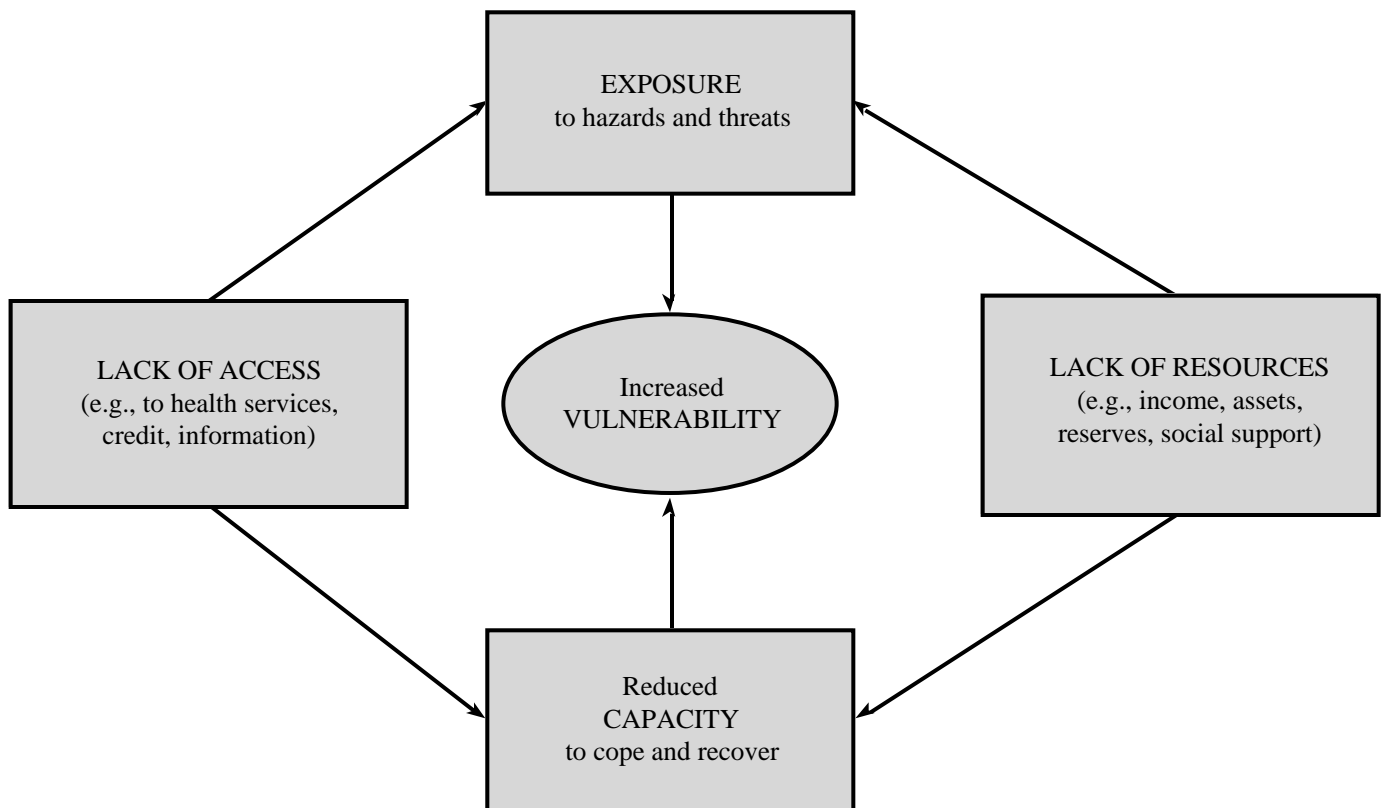 EXPOSURE
to hazards and threats
LACK OF ACCESS
(e.g., to health services,
credit, information)
Increased
VULNERABILITY
LACK OF RESOURCES
(e.g., income, assets,
reserves, social support)
Reduced
CAPACITY
to cope and recover